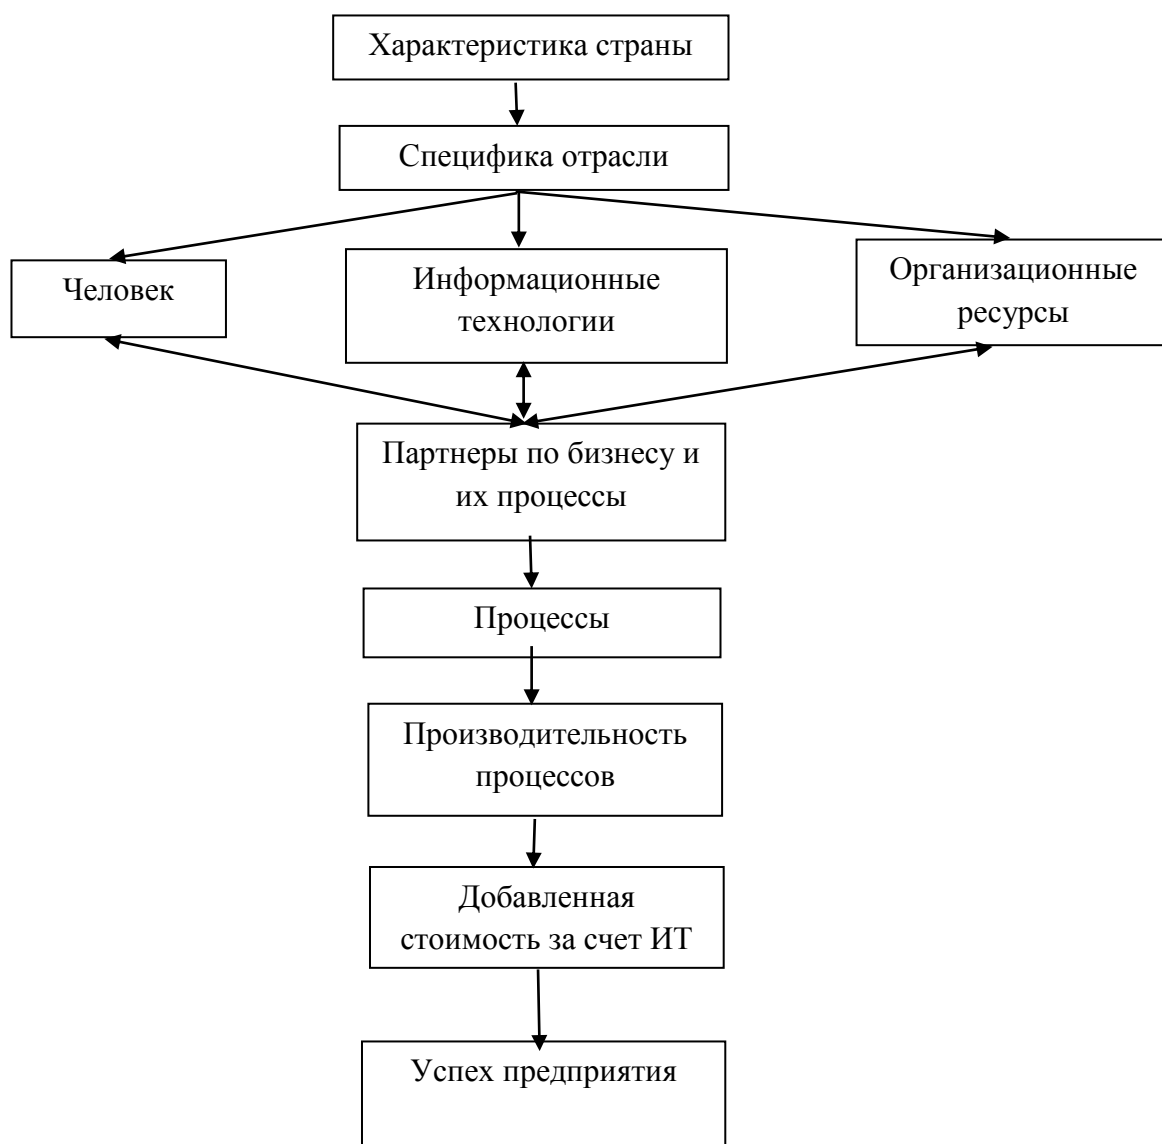 Характеристика страны
Специфика отрасли
Человек
Информационные
технологии
Организационные
ресурсы
Партнеры по бизнесу и
их процессы
Процессы
Производительность
процессов
Добавленная
стоимость за счет ИТ
Успех предприятия